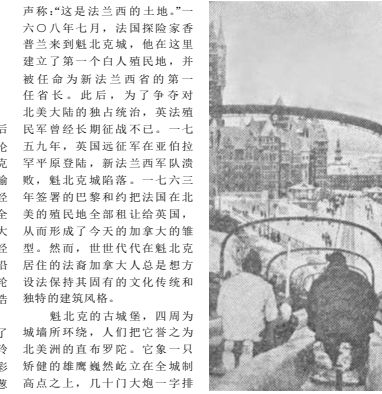 声称:“这是法兰西的土地。”一
六〇八年七月，法国探险家香
普兰来到魁北克城，他在这里
建立了第一个白人殖民地，并
被任命为新法兰西省的第一
任省长。此后，为了争夺对
北美大陆的独占统治，英法殖
民军曾经长期征战不已。一七
五九年，英国远征军在亚伯拉
罕平原登陆，新法兰西军队溃
败，魁北克城陷落。一七六三
年签署的巴黎和约把法国在北
美的殖民地全部租让给英国，
从而形成了今天的加拿大的雏
型。然而，世世代代在魁北克
居住的法裔加拿大人总是想方
设法保持其固有的文化传统和
独特的建筑风格。
魁北克的古城堡，四周为
城墙所环绕，人们把它誉之为
北美洲的直布罗陀。它象一只
矫健的雄鹰巍然屹立在全城制
高点之上，几十门大炮一字排